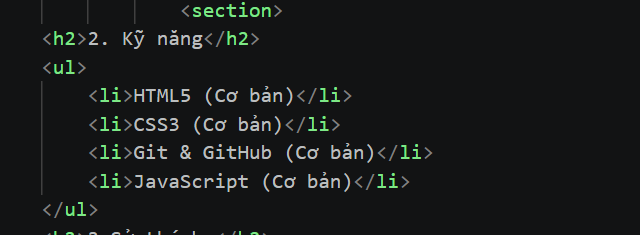 <section>
<h2>2. Kỹ năng</h2>
<ul>
<li>HTML5 (Cơ bản)</li>
<li>CSS3 (Cơ bản)</li>
<li>Git & GitHub (Cơ bản)</li>
<li>JavaScript (Cơ bản)</li>
</ul>